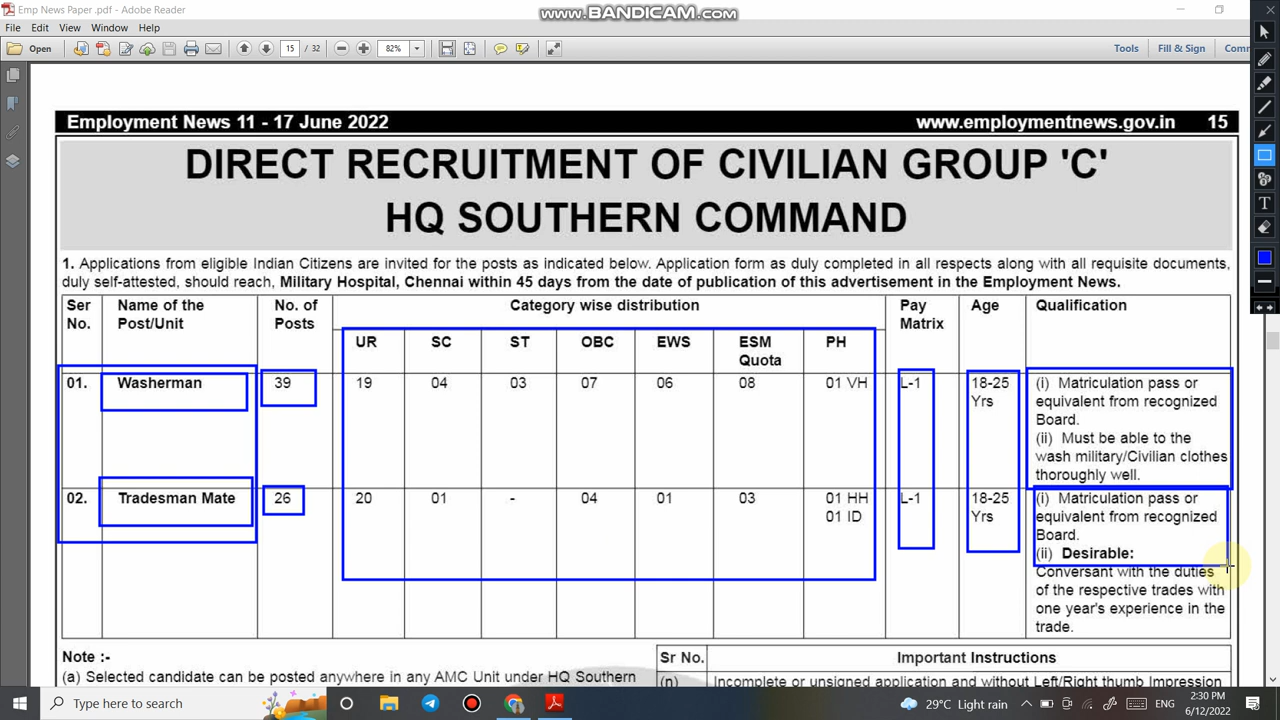 Emp News Paper .pdf - Adobe Reader
www.BANDICAM.com
File Edit View Window Help
Open 15 / 32 82% Tools Fill & Sign Comm
Employment News 11 - 17 June 2022 www.employmentnews.gov.in 15
DIRECT RECRUITMENT OF CIVILIAN GROUP 'C'
HQ SOUTHERN COMMAND
1. Applications from eligible Indian Citizens are invited for the posts as indicated below. Application form as duly completed in all respects along with all requisite documents,
duly self-attested, should reach, Military Hospital, Chennai within 45 days from the date of publication of this advertisement in the Employment News.
Ser Name of the No. of Category wise distribution Pay Age Qualification
No. Post/Unit Posts Matrix
UR SC ST OBC EWS ESM PH
Quota
01. Washerman 39 19 04 03 07 06 08 01 VH L-1 18-25 (i) Matriculation pass or
Yrs equivalent from recognized
Board.
(ii) Must be able to the
wash military/Civilian clothes
thoroughly well.
02. Tradesman Mate 26 20 01 - 04 01 03 01 HH L-1 18-25 (i) Matriculation pass or
01 ID Yrs equivalent from recognized
Board.
(ii) Desirable:
Conversant with the duties
of the respective trades with
one year's experience in the
trade.
Note :- Sr No. Important Instructions
(a) Selected candidate can be posted anywhere in any AMC Unit under HQ Southern
(n) Incomplete or unsigned application and without Left/Right thumb Impression
Type here to search 29°C Light rain ENG 2:30 PM
6/12/2022